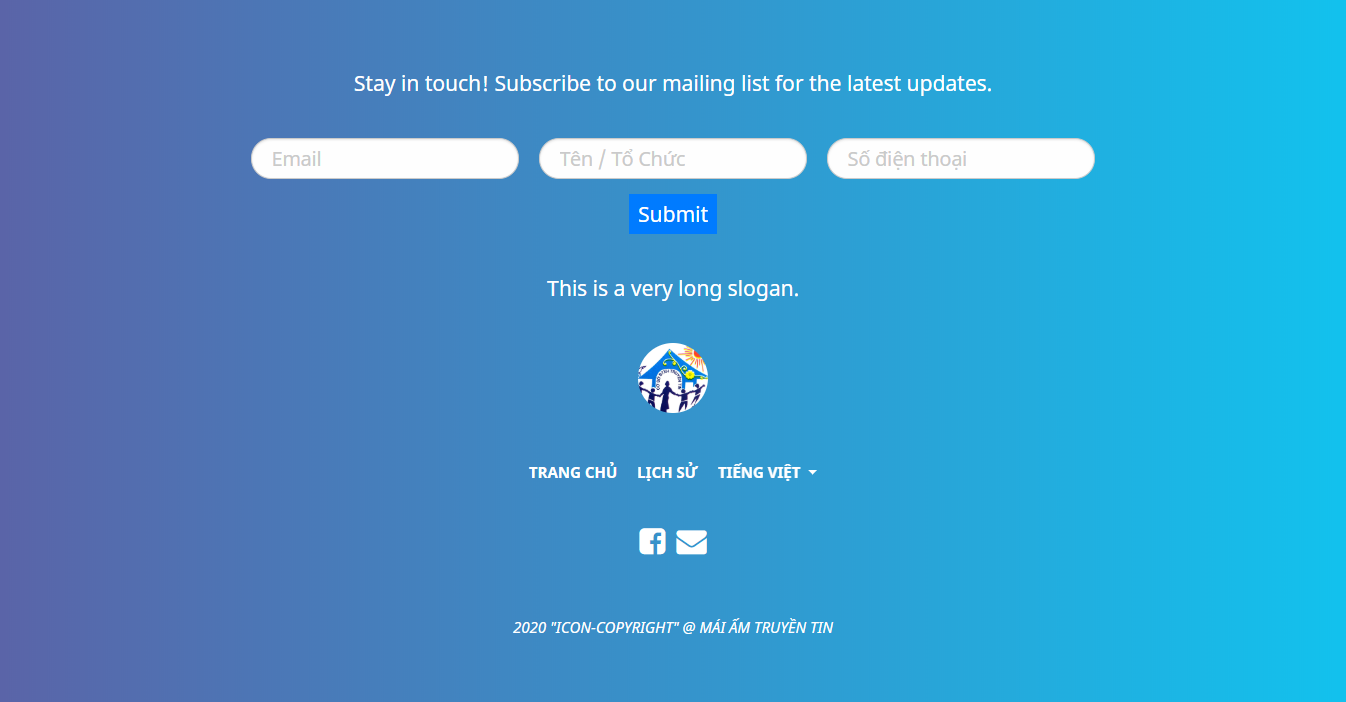 Stay in touch! Subscribe to our mailing list for the latest updates.
Email
Tên / Tổ Chức
Số điện thoại
Submit
This is a very long slogan.
TRANG CHỦ
LỊCH SỬ
TIẾNG VIỆT
2020 "ICON-COPYRIGHT" @ MÁI ẤM TRUYỀN TIN